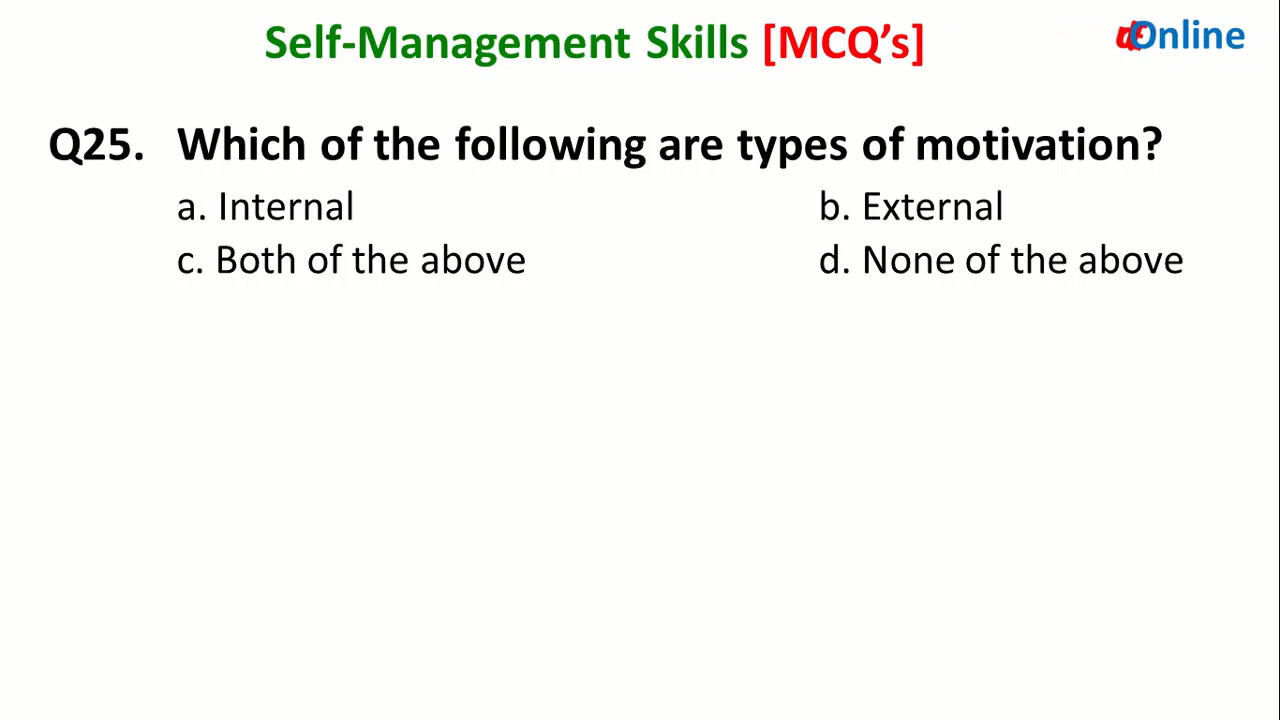 Self-Management Skills [MCQ's]
Online
Q25. Which of the following are types of motivation?
a. Internal b. External
c. Both of the above d. None of the above